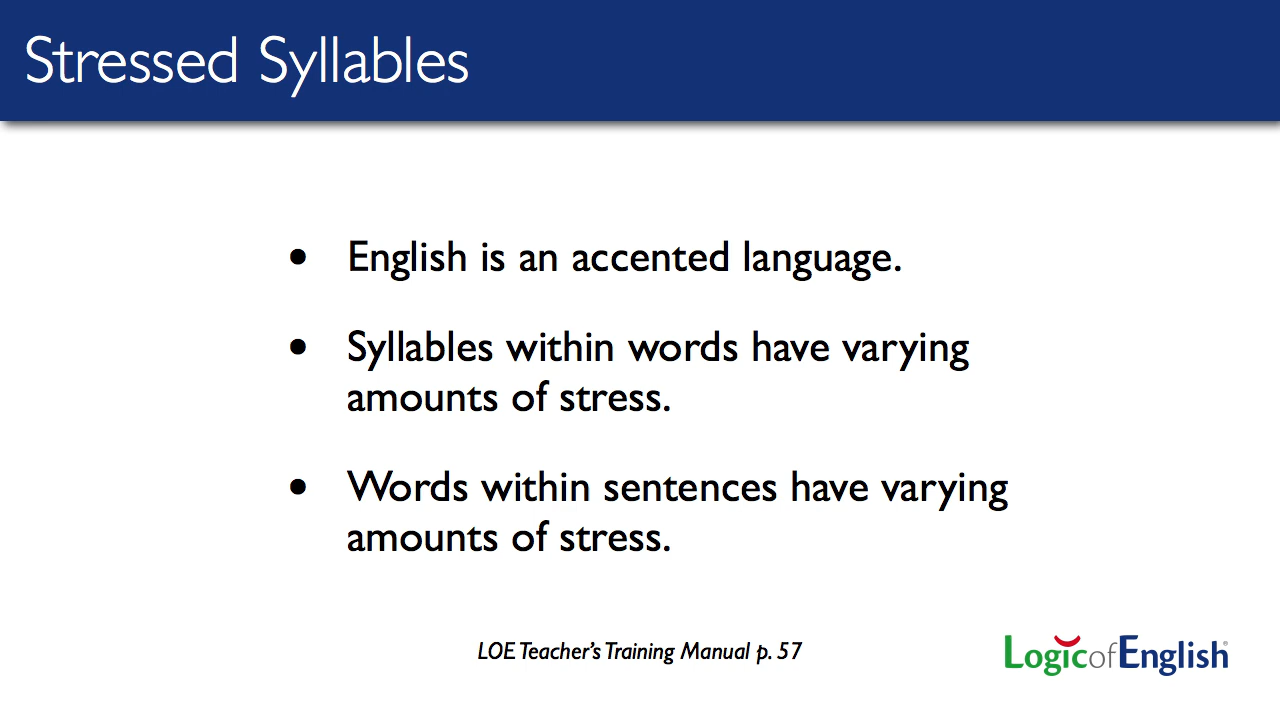 Stressed Syllables
• English is an accented language.
• Syllables within words have varying
amounts of stress.
• Words within sentences have varying
amounts of stress.
LOE Teacher's Training Manual p. 57
LogicofEnglish®